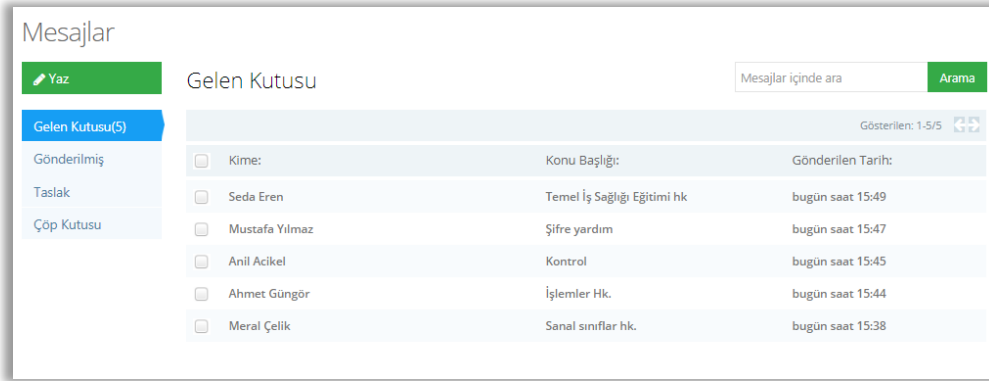 Mesajlar
Yaz
Gelen Kutusu
Mesajlar içinde ara
Arama
Gelen Kutusu(5)
Gönderilmiş
Taslak
Çöp Kutusu
Gösterilen: 1-5/5
Kime: Konu Başlığı: Gönderilen Tarih:
Seda Eren Temel İş Sağlığı Eğitimi hk bugün saat 15:49
Mustafa Yılmaz Şifre yardım bugün saat 15:47
Anil Acikel Kontrol bugün saat 15:45
Ahmet Güngör İşlemler Hk. bugün saat 15:44
Meral Çelik Sanal sınıflar hk. bugün saat 15:38